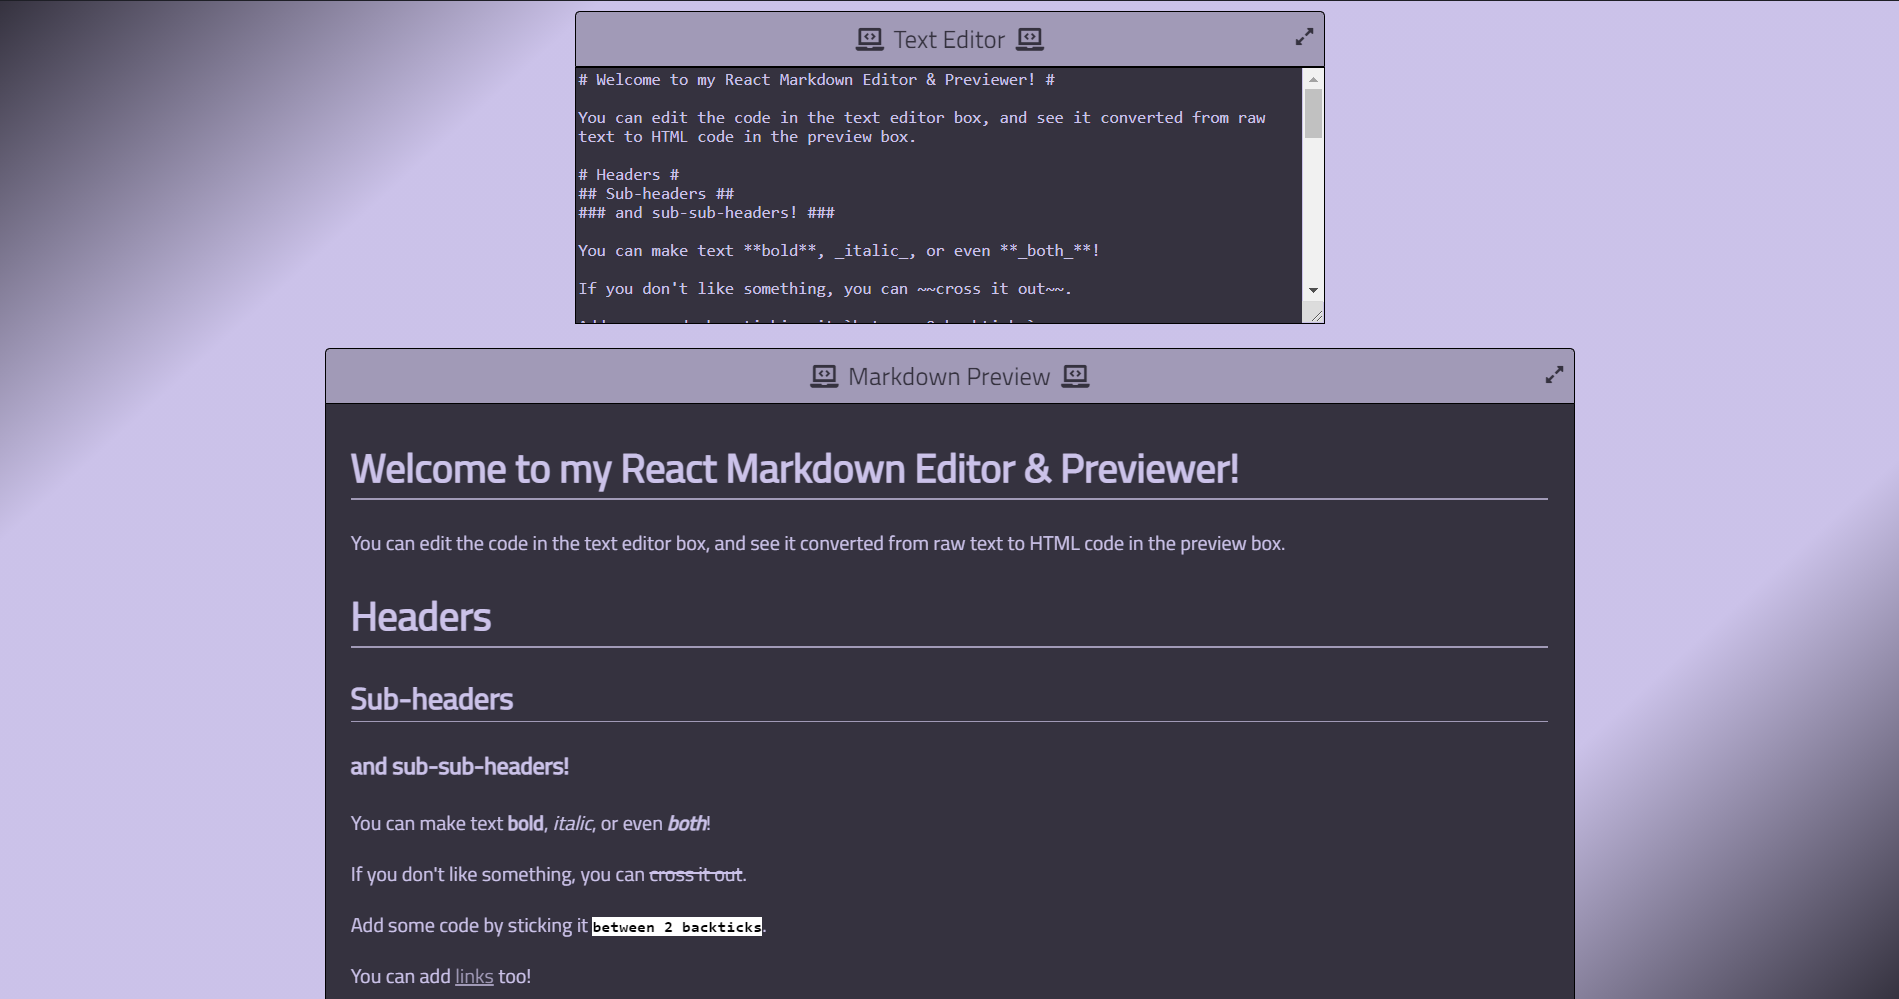 Text Editor
# Welcome to my React Markdown Editor & Previewer! #
You can edit the code in the text editor box, and see it converted from raw
text to HTML code in the preview box.
# Headers #
## Sub-headers ##
### and sub-sub-headers! ###
You can make text **bold**, _italic_, or even **_both_**!
If you don't like something, you can ~~cross it out~~.
Markdown Preview
Welcome to my React Markdown Editor & Previewer!
You can edit the code in the text editor box, and see it converted from raw text to HTML code in the preview box.
Headers
Sub-headers
and sub-sub-headers!
You can make text bold, italic, or even both!
If you don't like something, you can cross it out.
Add some code by sticking it between 2 backticks.
You can add links too!